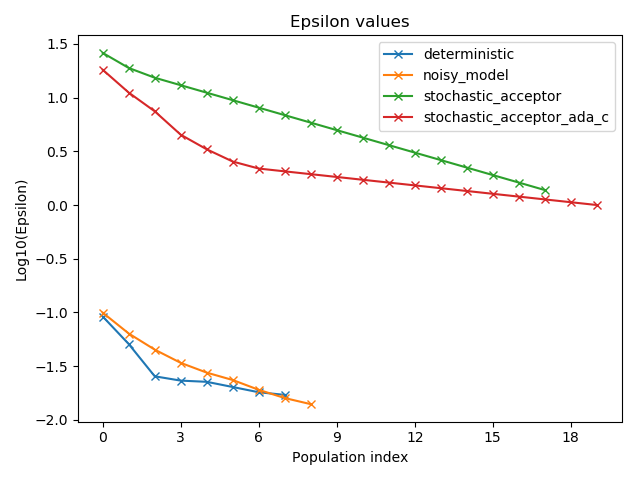 Epsilon values
deterministic
noisy_model
stochastic_acceptor
stochastic_acceptor_ada_c
Log10(Epsilon)
1.5
1.0
0.5
0.0
−0.5
−1.0
−1.5
−2.0
0 3 6 9 12 15 18
Population index